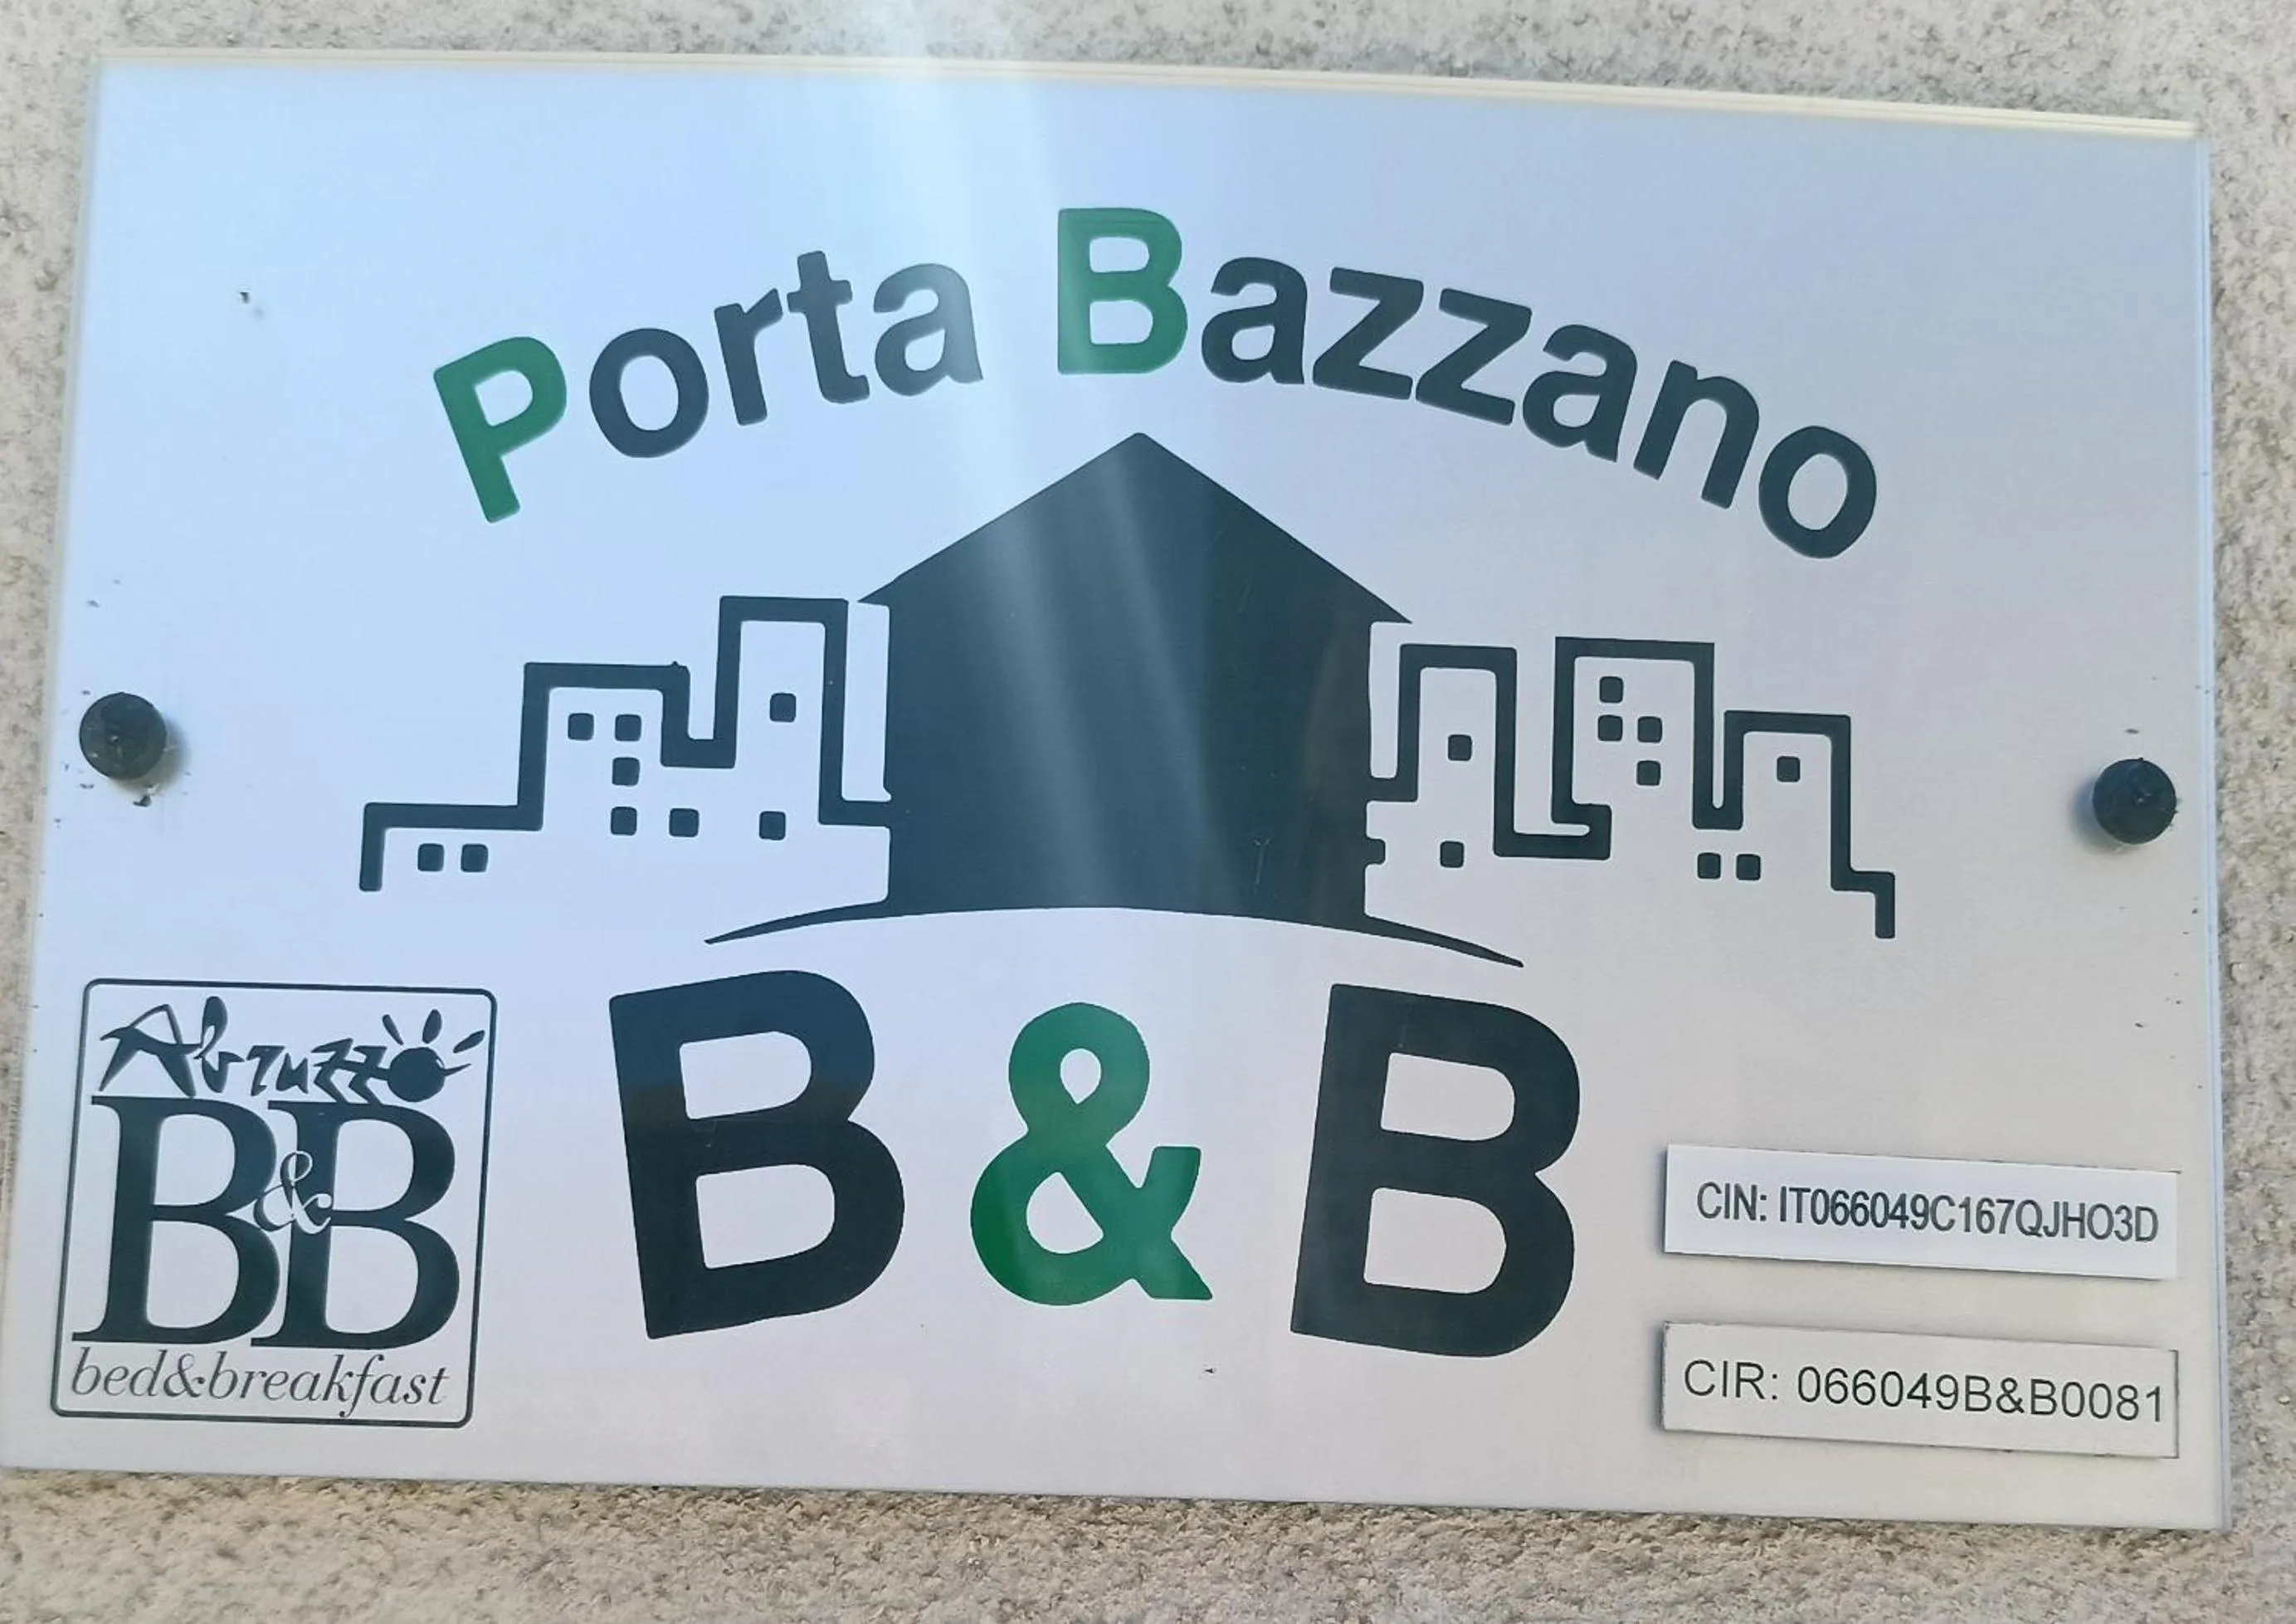 Porta Bazzano
B & B
Abruzzo
B&B
bed&breakfast
CIN: IT066049C167QJHO3D
CIR: 066049B&B0081